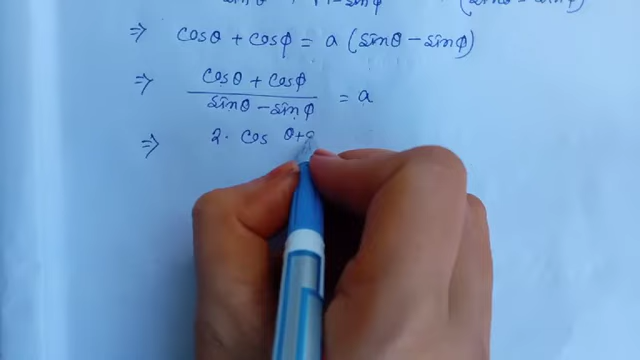 ⇒ cosθ + cosϕ = a (sinθ − sinϕ)
⇒ cosθ + cosϕ
sinθ − sinϕ = a
⇒ 2. cos θ+